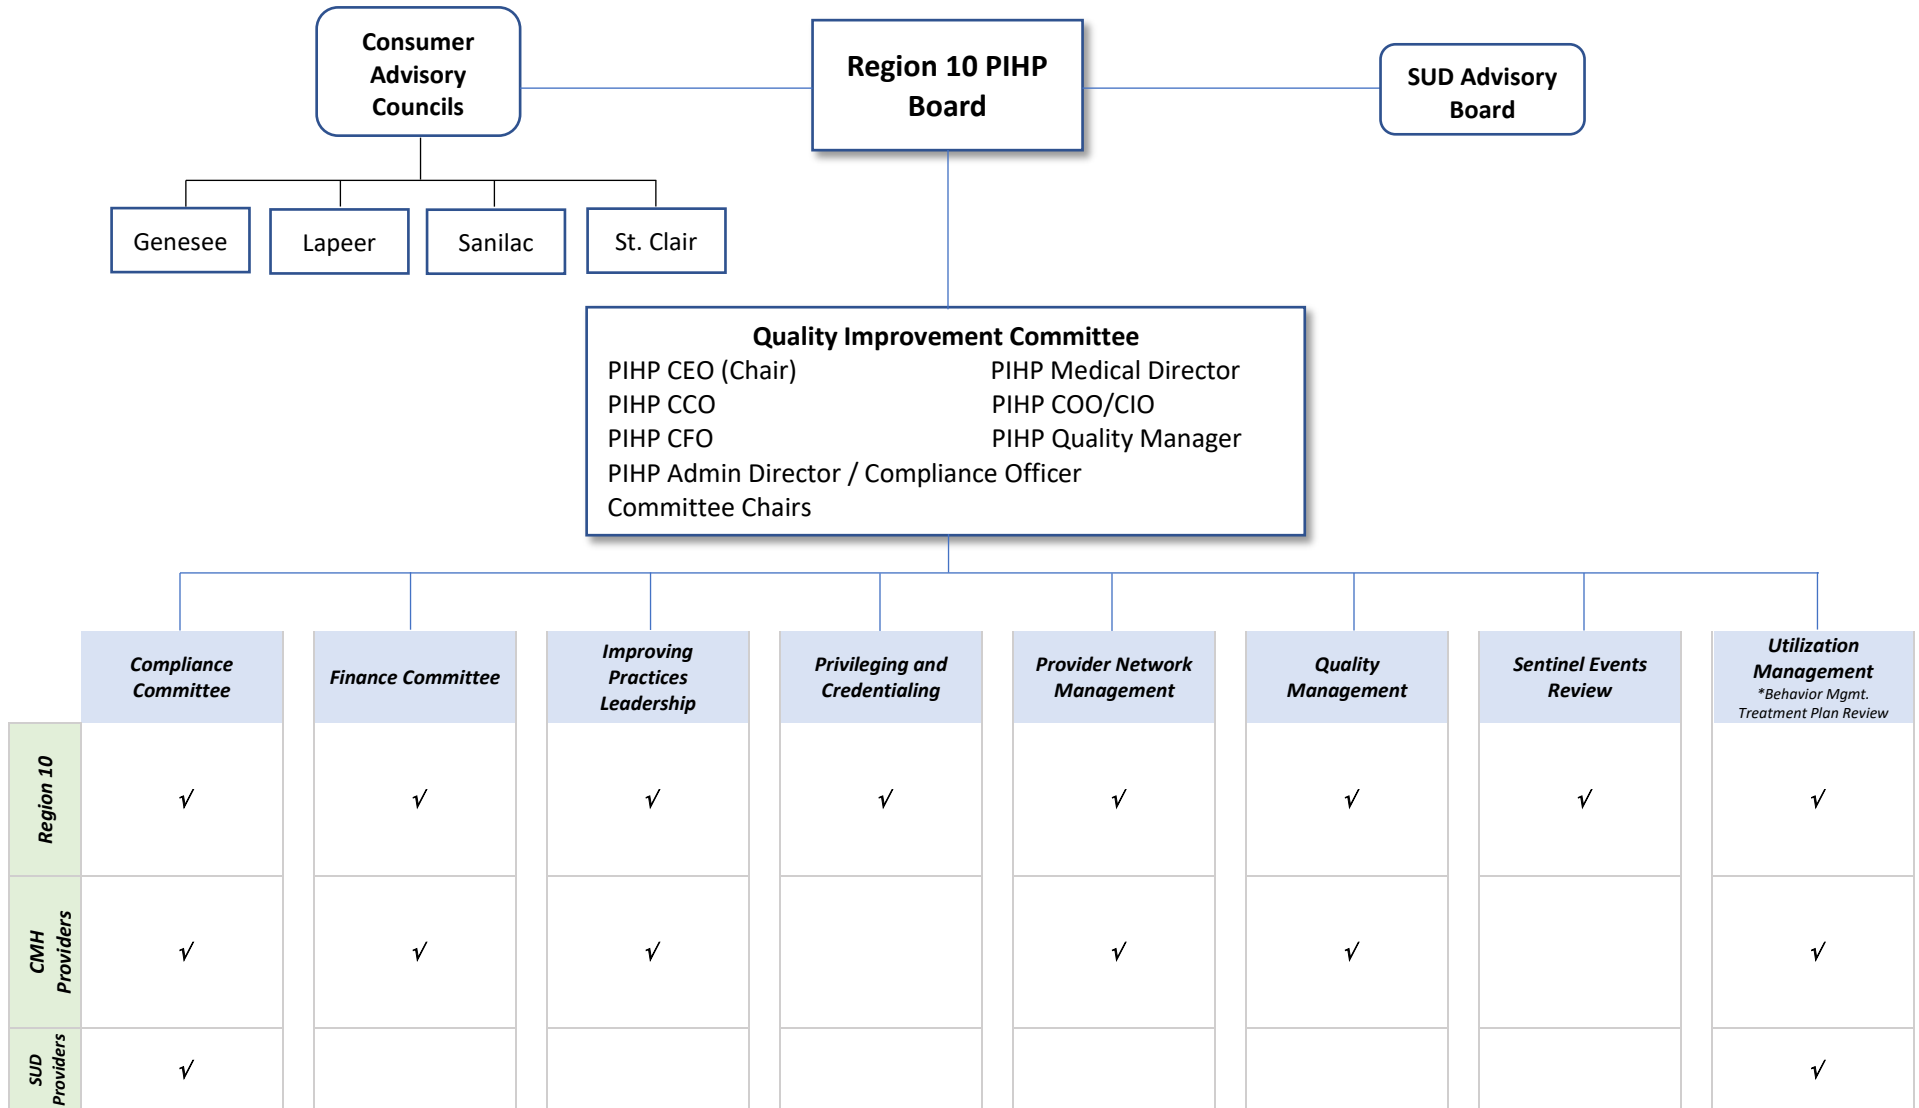 Consumer
Advisory
Councils
Region 10 PIHP
Board
SUD Advisory
Board
Genesee
Lapeer
Sanilac
St. Clair
Quality Improvement Committee
PIHP CEO (Chair)
PIHP Medical Director
PIHP CCO
PIHP COO/CIO
PIHP CFO
PIHP Quality Manager
PIHP Admin Director / Compliance Officer
Committee Chairs
Compliance
Committee
Finance Committee
Improving
Practices
Leadership
Privileging and
Credentialing
Provider Network
Management
Quality
Management
Sentinel Events
Review
Utilization
Management
*Behavior Mgmt.
Treatment Plan Review
Region 10
√ √ √ √ √ √ √ √
CMH
Providers
√ √ √ √ √ √
SUD
Providers
√ √